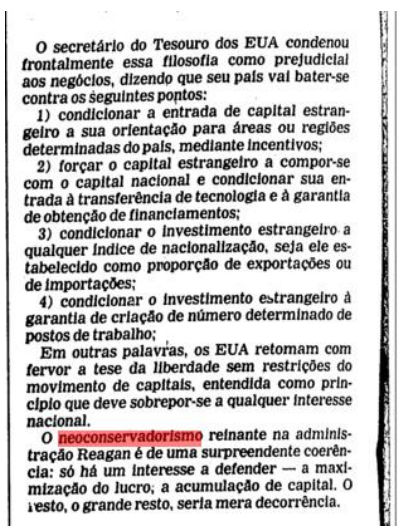 O secretário do Tesouro dos EUA condenou
frontalmente essa filosofia como prejudicial
aos negócios, dizendo que seu país vai bater-se
contra os seguintes pontos:
1) condicionar a entrada de capital estran-
geiro a sua orientação para áreas ou regiões
determinadas do país, mediante incentivos;
2) forçar o capital estrangeiro a compor-se
com o capital nacional e condicionar sua en-
trada à transferência de tecnologia e à garantia
de obtenção de financiamentos;
3) condicionar o investimento estrangeiro a
qualquer índice de nacionalização, seja ele es-
tabelecido como proporção de exportações ou
de importações;
4) condicionar o investimento estrangeiro à
garantia de criação de número determinado de
postos de trabalho;
Em outras palavras, os EUA retomam com
fervor a tese da liberdade sem restrições do
movimento de capitais, entendida como prin-
cípio que deve sobrepor-se a qualquer interesse
nacional.
O neoconservadorismo reinante na adminis-
tração Reagan é de uma surpreendente coerên-
cia: só há um interesse a defender — a maxi-
mização do lucro; a acumulação de capital. O
resto, o grande resto, seria mera decorrência.